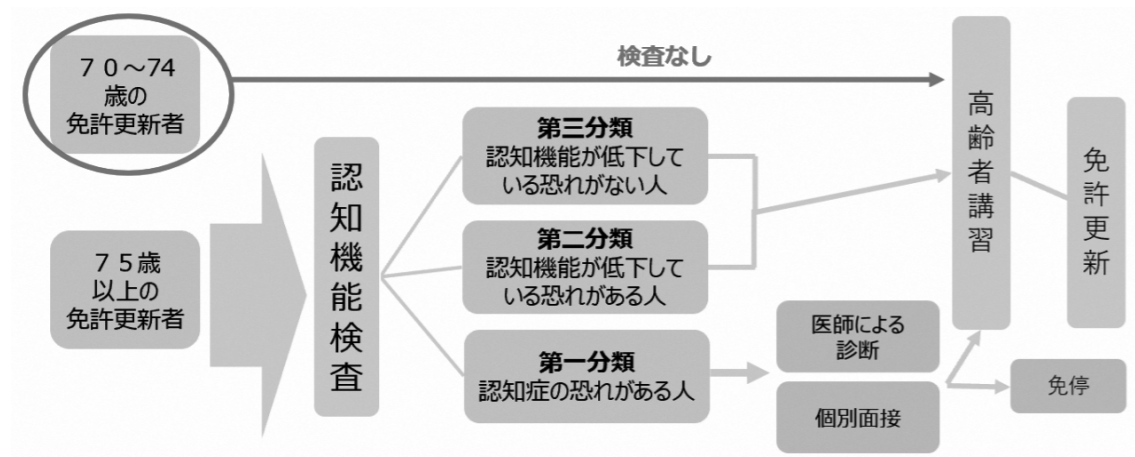 ７０～74
歳の
免許更新者
検査なし
７５歳
以上の
免許更新者
認知機能検査
第三分類
認知機能が低下して
いる恐れがない人
第二分類
認知機能が低下して
いる恐れがある人
第一分類
認知症の恐れがある人
医師による
診断
個別面接
高齢者講習
免許更新
免停